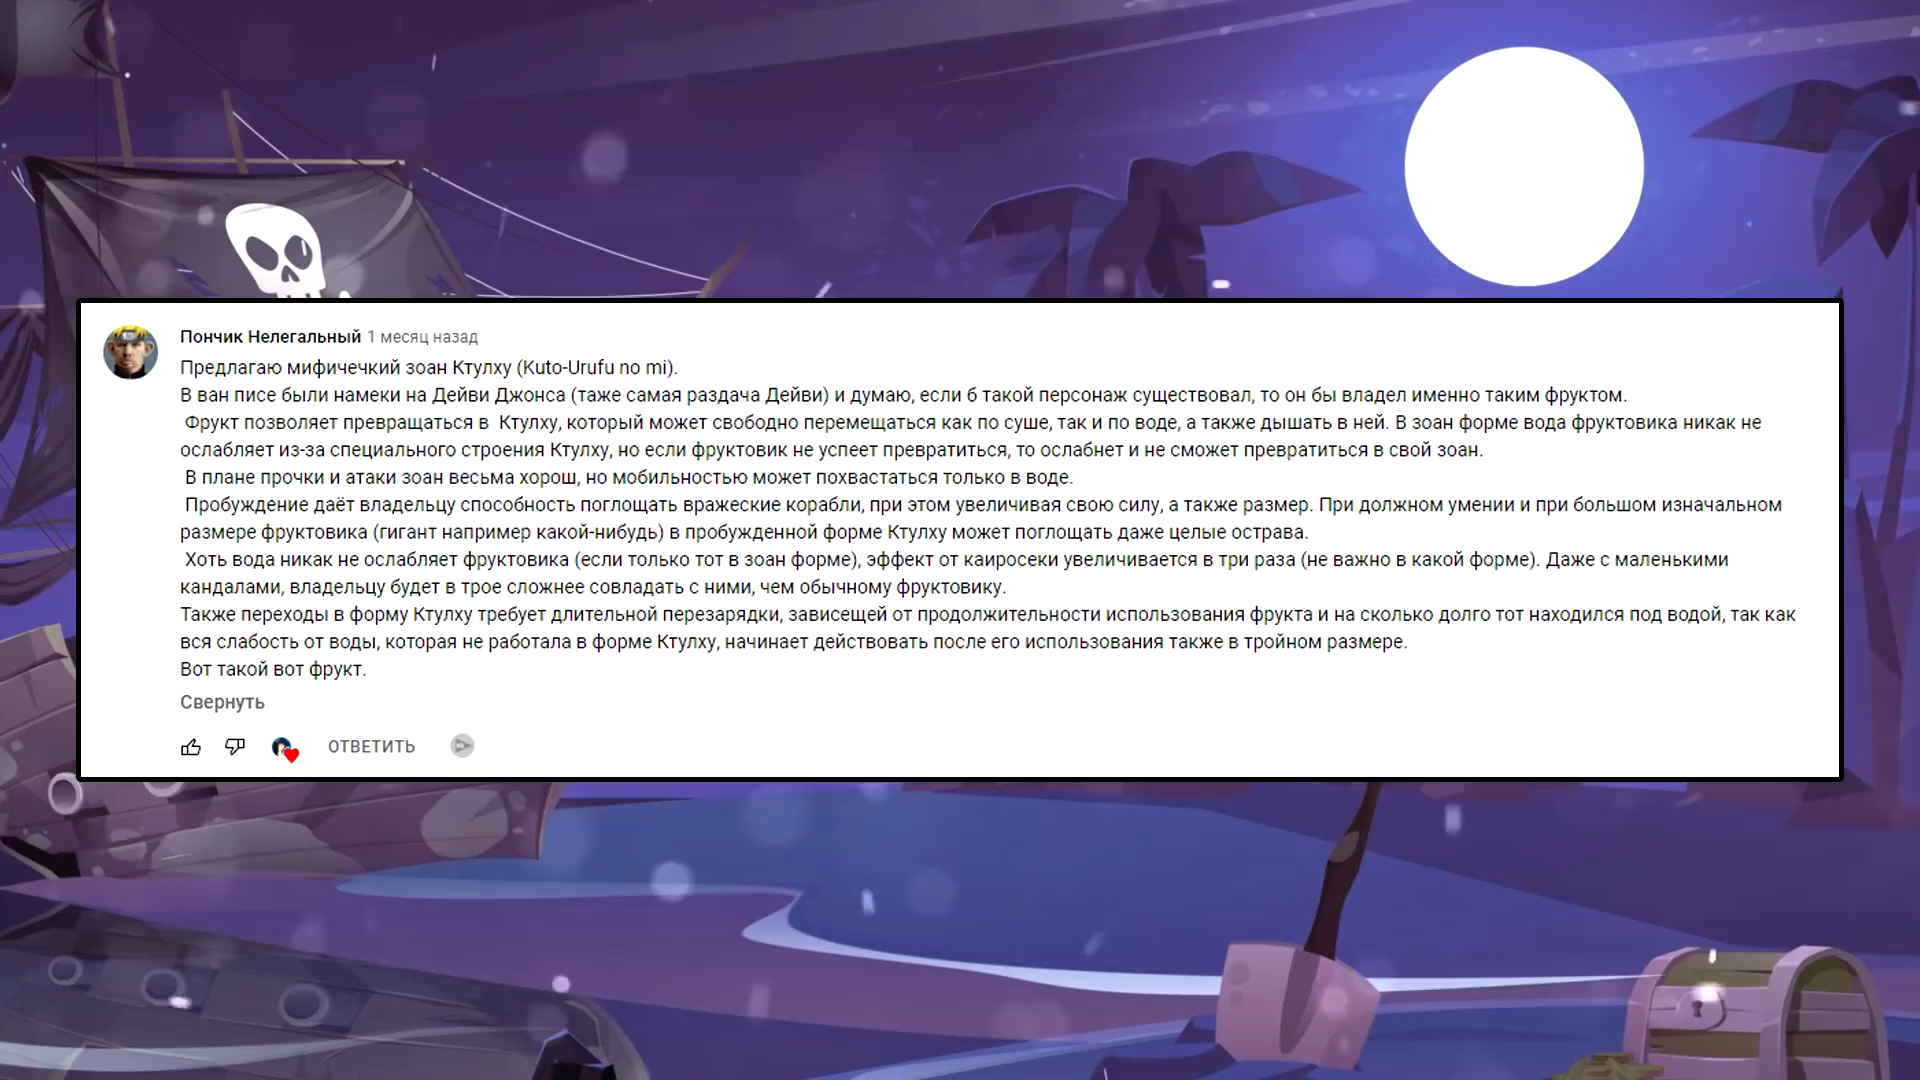 Пончик Нелегальный 1 месяц назад
Предлагаю мифичечкий зоан Ктулху (Kuto-Urufu no mi).
В ван писе были намеки на Дейви Джонса (таже самая раздача Дейви) и думаю, если б такой персонаж существовал, то он бы владел именно таким фруктом.
Фрукт позволяет превращаться в Ктулху, который может свободно перемещаться как по суше, так и по воде, а также дышать в ней. В зоан форме вода фруктовика никак не
ослабляет из-за специального строения Ктулху, но если фруктовик не успеет превратиться, то ослабнет и не сможет превратиться в свой зоан.
В плане прочки и атаки зоан весьма хорош, но мобильностью может похвастаться только в воде.
Пробуждение даёт владельцу способность поглощать вражеские корабли, при этом увеличивая свою силу, а также размер. При должном умении и при большом изначальном
размере фруктовика (гигант например какой-нибудь) в пробужденной форме Ктулху может поглощать даже целые острава.
Хоть вода никак не ослабляет фруктовика (если только тот в зоан форме), эффект от каиросеки увеличивается в три раза (не важно в какой форме). Даже с маленькими
кандалами, владельцу будет в трое сложнее совладать с ними, чем обычному фруктовику.
Также переходы в форму Ктулху требует длительной перезарядки, зависещей от продолжительности использования фрукта и на сколько долго тот находился под водой, так как
вся слабость от воды, которая не работала в форме Ктулху, начинает действовать после его использования также в тройном размере.
Вот такой вот фрукт.
Свернуть
ОТВЕТИТЬ